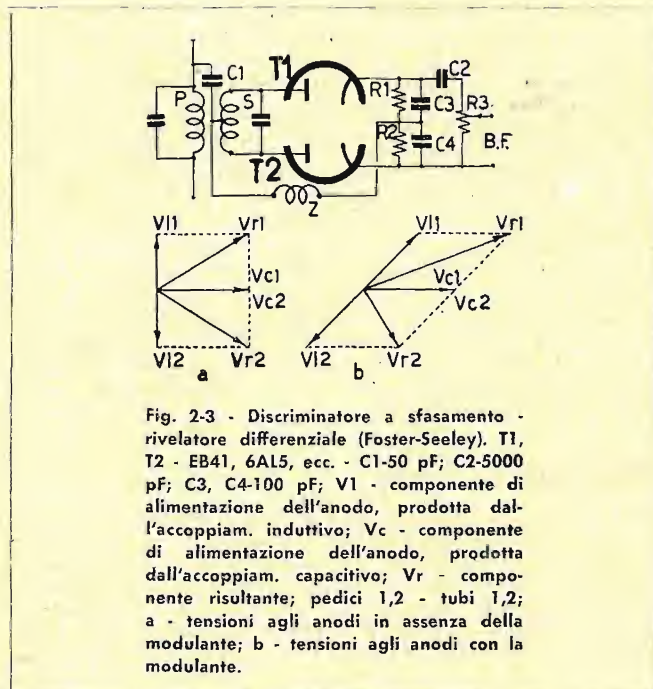 C1
T1
C2
P
S
R1
C3
R3
R2
C4
B.F.
T2
Z
Vl1
Vr1
Vl1
Vr1
Vc1
Vc2
Vc1
Vc2
Vl2
Vr2
Vl2
Vr2
a
b
Fig. 2-3 - Discriminatore a sfasamento -
rivelatore differenziale (Foster-Seeley). T1,
T2 - EB41, 6AL5, ecc. - C1-50 pF; C2-5000
pF; C3, C4-100 pF; V1 - componente di
alimentazione dell'anodo, prodotta dal-
l'accoppiam. induttivo; Vc - componente
di alimentazione dell'anodo, prodotta
dall'accoppiam. capacitivo; Vr - compo-
nente risultante; pedici 1,2 - tubi 1,2;
a - tensioni agli anodi in assenza della
modulante; b - tensioni agli anodi con la
modulante.